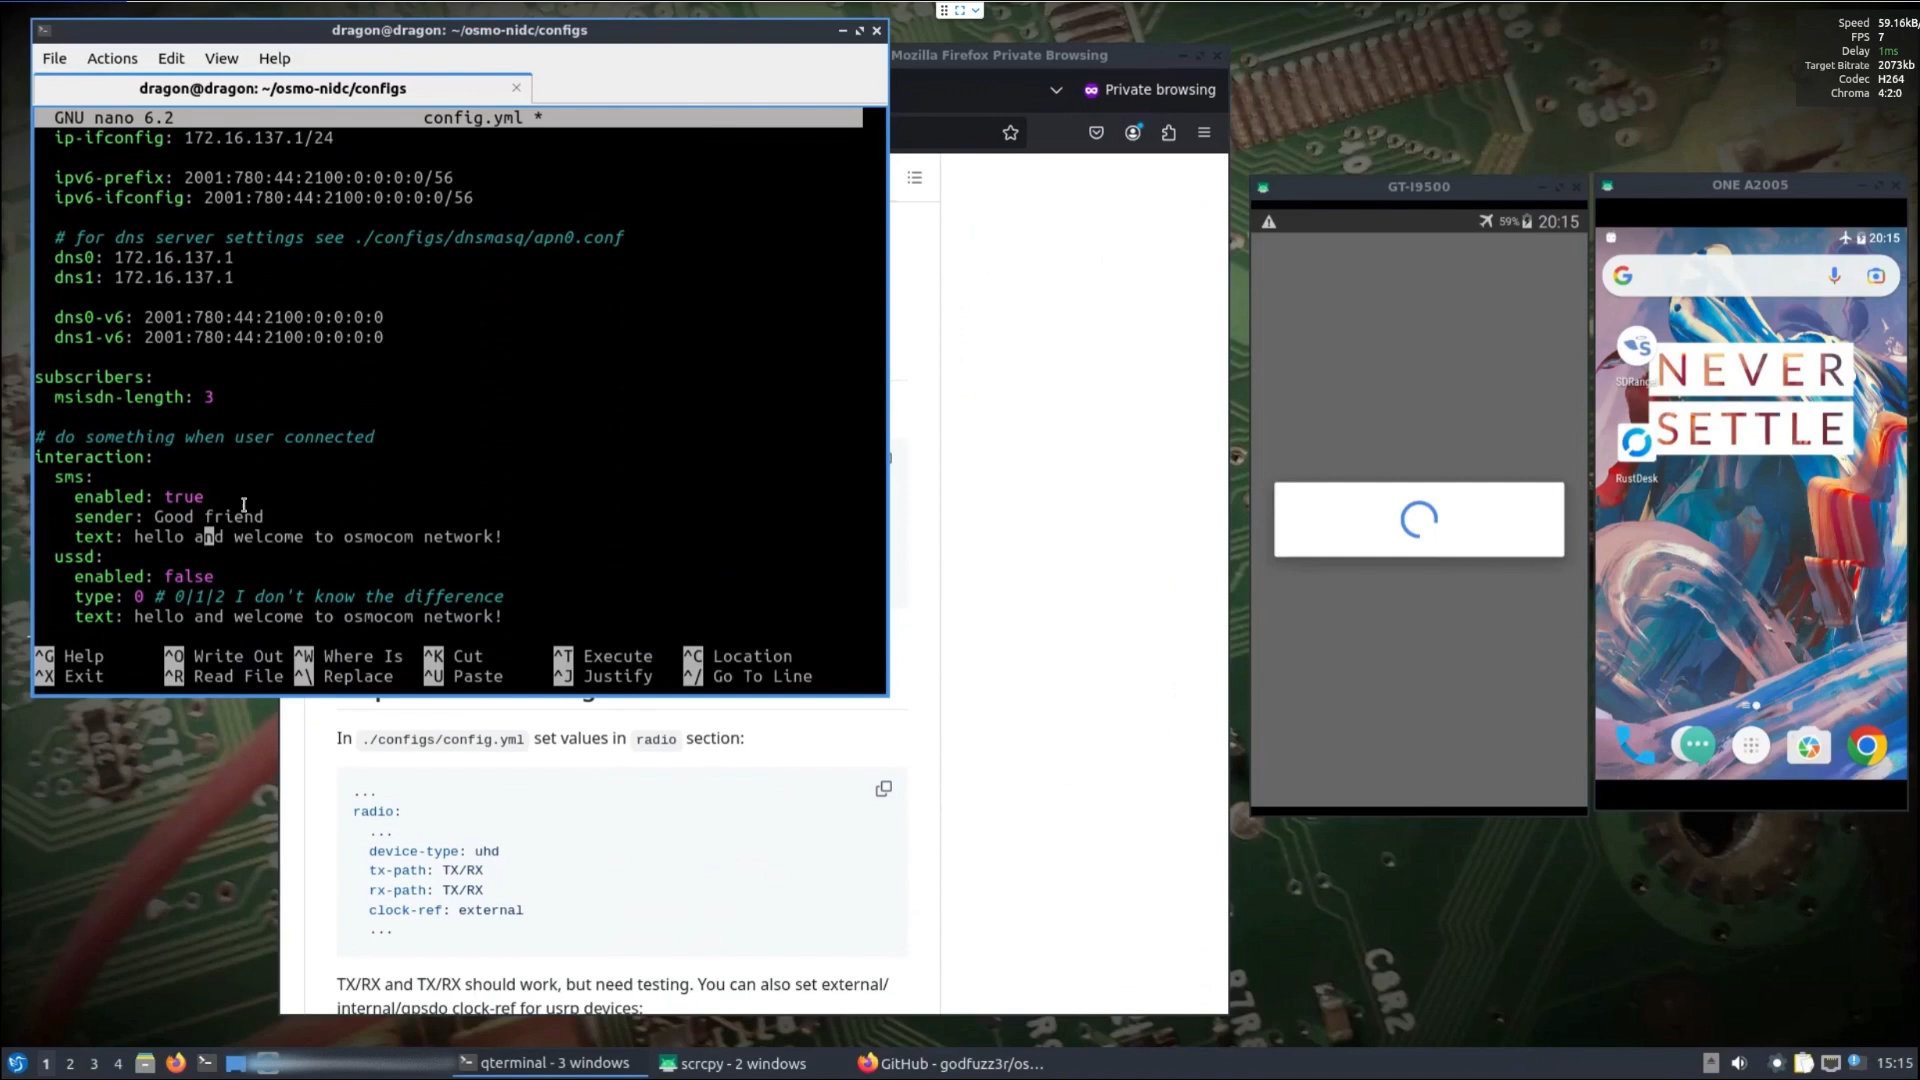 dragon@dragon: ~/osmo-nidc/configs
File Actions Edit View Help
dragon@dragon: ~/osmo-nidc/configs
GNU nano 6.2 config.yml *
ip-ifconfig: 172.16.137.1/24
ipv6-prefix: 2001:780:44:2100:0:0:0:0/56
ipv6-ifconfig: 2001:780:44:2100:0:0:0:0/56
# for dns server settings see ./configs/dnsmasq/apn0.conf
dns0: 172.16.137.1
dns1: 172.16.137.1
dns0-v6: 2001:780:44:2100:0:0:0:0
dns1-v6: 2001:780:44:2100:0:0:0:0
subscribers:
msisdn-length: 3
# do something when user connected
interaction:
sms:
enabled: true
sender: Good friend
text: hello and welcome to osmocom network!
ussd:
enabled: false
type: 0 # 0|1|2 I don't know the difference
text: hello and welcome to osmocom network!
^G Help ^O Write Out ^W Where Is ^K Cut ^T Execute ^C Location
^X Exit ^R Read File ^\ Replace ^U Paste ^J Justify ^/ Go To Line
Mozilla Firefox Private Browsing
Private browsing
In ./configs/config.yml set values in radio section:
...
radio:
...
device-type: uhd
tx-path: TX/RX
rx-path: TX/RX
clock-ref: external
...
TX/RX and TX/RX should work, but need testing. You can also set external/
internal/gpsdo clock-ref for usrp devices:
GT-I9500
59% 20:15
ONE A2005
20:15
NEVER
SETTLE
RustDesk
Speed 59.16kB/
FPS 7
Delay 1ms
Target Bitrate 2073kb
Codec H264
Chroma 4:2:0
C8R2
1 2 3 4
qterminal - 3 windows
scrcpy - 2 windows
GitHub - godfuzz3r/os...
15:15